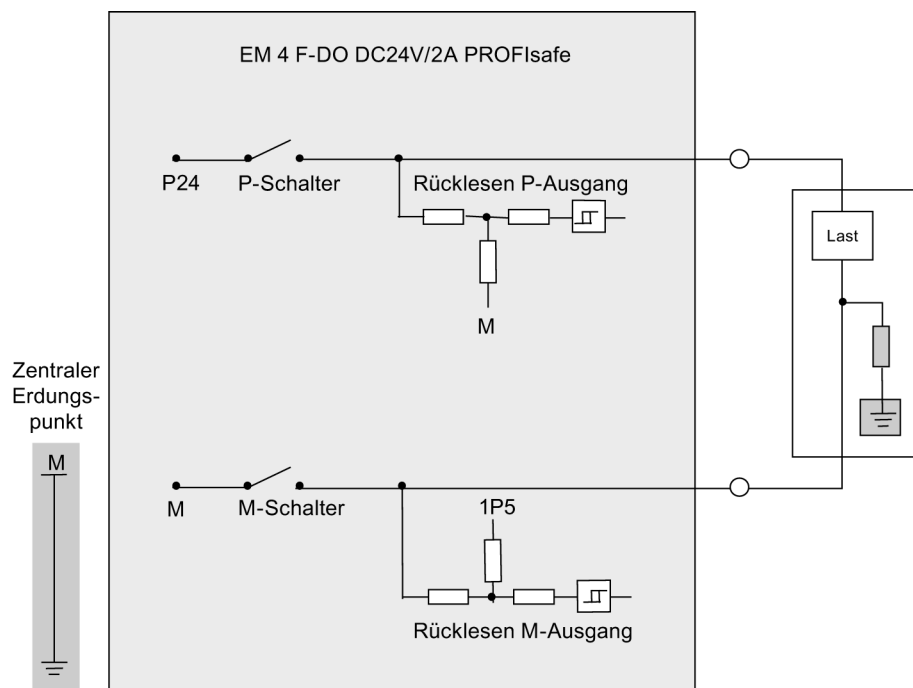 EM 4 F-DO DC24V/2A PROFIsafe
P24
P-Schalter
Rücklesen P-Ausgang
Last
M
Zentraler
Erdungs-
punkt
M
M
M-Schalter
1P5
Rücklesen M-Ausgang